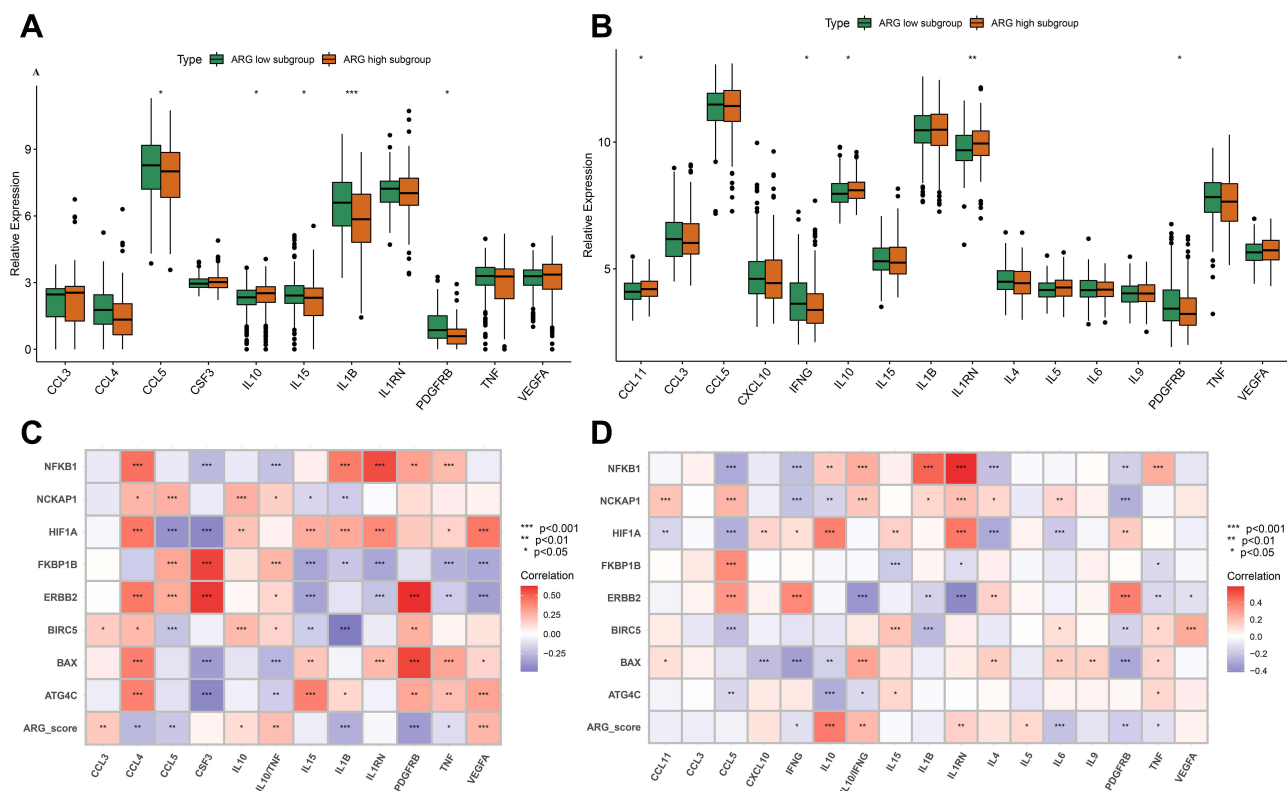 A
Type ARG low subgroup ARG high subgroup
A
* * * *** *
Relative Expression
9
6
3
0
CCL3 CCL4 CCL5 CSF3 IL10 IL15 IL1B IL1RN PDGFRB TNF VEGFA
B
Type ARG low subgroup ARG high subgroup
* * * ** *
Relative Expression
10
5
CCL11 CCL3 CCL5 CXCL10 IFNG IL10 IL15 IL1B IL1RN IL4 IL5 IL6 IL9 PDGFRB TNF VEGFA
C
NFKB1 *** *** *** *** *** ** ***
NCKAP1 * *** *** * * **
HIF1A *** *** *** ** *** *** *** * ***
FKBP1B *** *** *** *** ** *** *** ***
ERBB2 *** *** *** * *** *** *** ** ***
BIRC5 * * *** *** * ** *** **
BAX *** *** *** ** *** *** *** *
ATG4C *** *** ** *** * ** ** ***
ARG_score ** ** ** * ** *** *** * ***
CCL3 CCL4 CCL5 CSF3 IL10 IL10/TNF IL15 IL1B IL1RN PDGFRB TNF VEGFA
*** p<0.001
** p<0.01
* p<0.05
Correlation
0.50
0.25
0.00
−0.25
D
NFKB1 *** *** ** *** *** *** *** ** ***
NCKAP1 *** *** *** ** *** * *** * ** ***
HIF1A ** *** ** * *** ** *** *** *** **
FKBP1B *** *** * *
ERBB2 *** *** *** ** *** ** *** ** *
BIRC5 *** *** *** * ** * ***
BAX * *** *** ** *** ** ** ** *** *
ATG4C ** *** * * *
ARG_score * *** ** ** * *** ** *
CCL11 CCL3 CCL5 CXCL10 IFNG IL10 IL10/IFNG IL15 IL1B IL1RN IL4 IL5 IL6 IL9 PDGFRB TNF VEGFA
*** p<0.001
** p<0.01
* p<0.05
Correlation
0.4
0.2
0.0
−0.2
−0.4